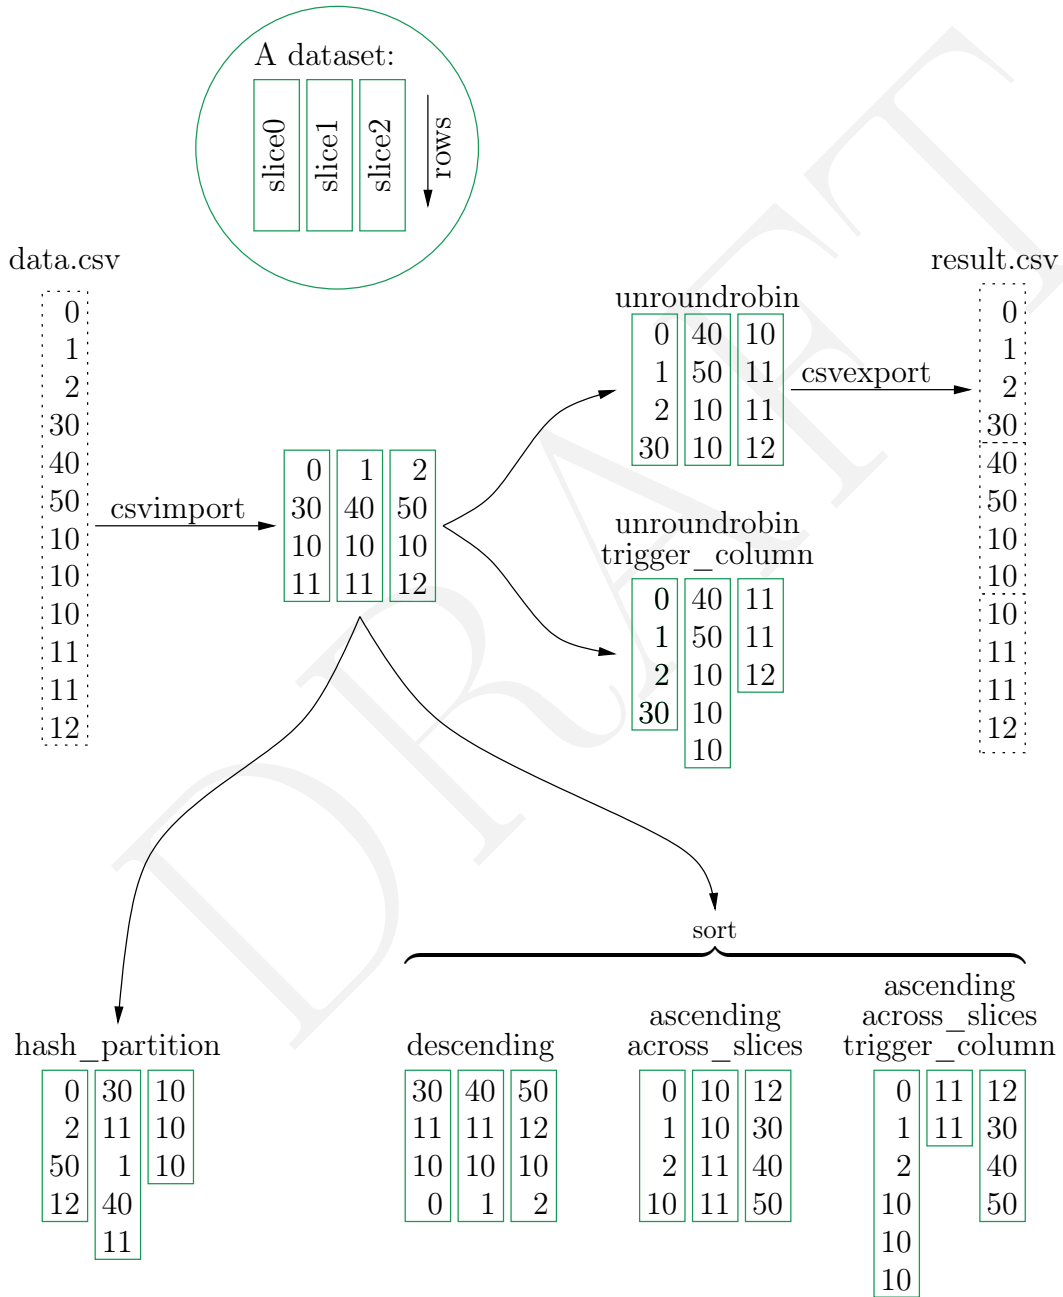 A dataset:
slice0
slice1
slice2
rows
data.csv
0
1
2
30
40
50
10
10
10
11
11
12
csvimport
0 1 2
30 40 50
10 10 10
11 11 12
unroundrobin
0 40 10
1 50 11
2 10 11
30 10 12
csvexport
result.csv
0
1
2
30
40
50
10
10
10
11
11
12
unroundrobin
trigger_column
0 40 11
1 50 11
2 10 12
30 10
10
hash_partition
0 30 10
2 11 10
50 1 10
12 40
11
sort
descending
30 40 50
11 11 12
10 10 10
0 1 2
ascending
across_slices
0 10 12
1 10 30
2 11 40
10 11 50
ascending
across_slices
trigger_column
0 11 12
1 11 30
2 40
10 50
10
10
DRAFT